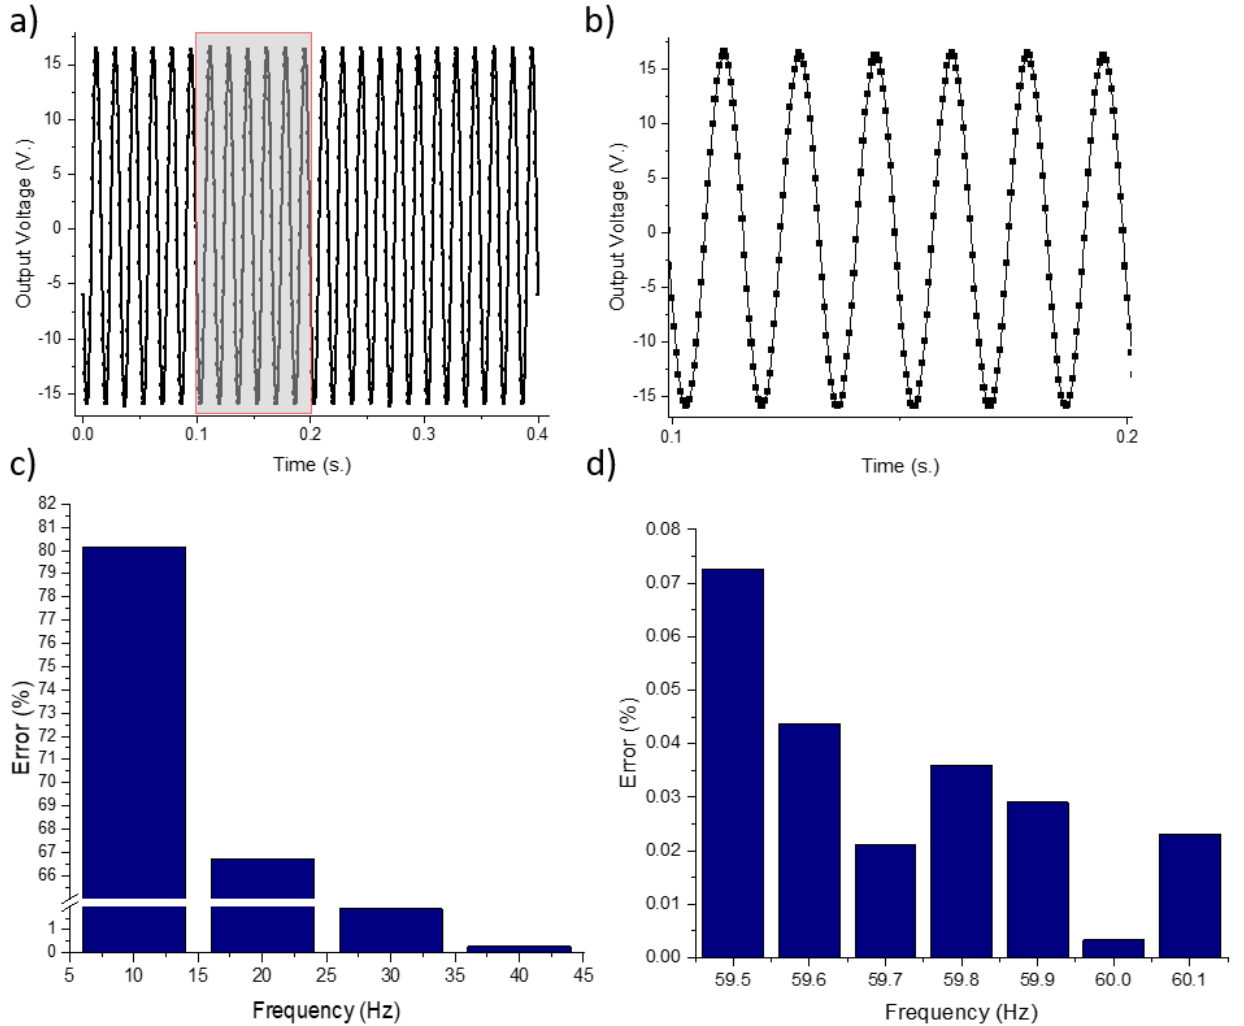 a)
15
10
5
0
-5
-10
-15
Output Voltage (V.)
0.0 0.1 0.2 0.3 0.4
Time (s.)
b)
15
10
5
0
-5
-10
-15
Output Voltage (V.)
0.1 0.2
Time (s.)
c)
82
81
80
79
78
77
76
75
74
73
72
71
70
69
68
67
66
1
0
Error (%)
5 10 15 20 25 30 35 40 45
Frequency (Hz)
d)
0.08
0.07
0.06
0.05
0.04
0.03
0.02
0.01
0.00
Error (%)
59.5 59.6 59.7 59.8 59.9 60.0 60.1
Frequency (Hz)